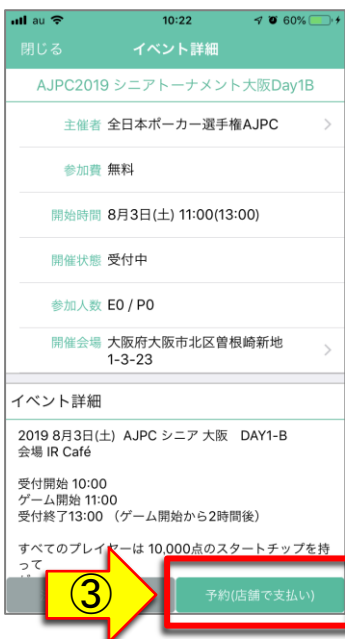 au 10:22 60%
閉じる イベント詳細
AJPC2019 シニアトーナメント大阪Day1B
主催者 全日本ポーカー選手権AJPC
参加費 無料
開始時間 8月3日(土) 11:00(13:00)
開催状態 受付中
参加人数 E0 / P0
開催会場 大阪府大阪市北区曽根崎新地
1-3-23
イベント詳細
2019 8月3日(土) AJPC シニア 大阪 DAY1-B
会場 IR Café
受付開始 10:00
ゲーム開始 11:00
受付終了13:00 (ゲーム開始から2時間後)
すべてのプレイヤーは 10,000点のスタートチップを持
って
③
予約(店舗で支払い)